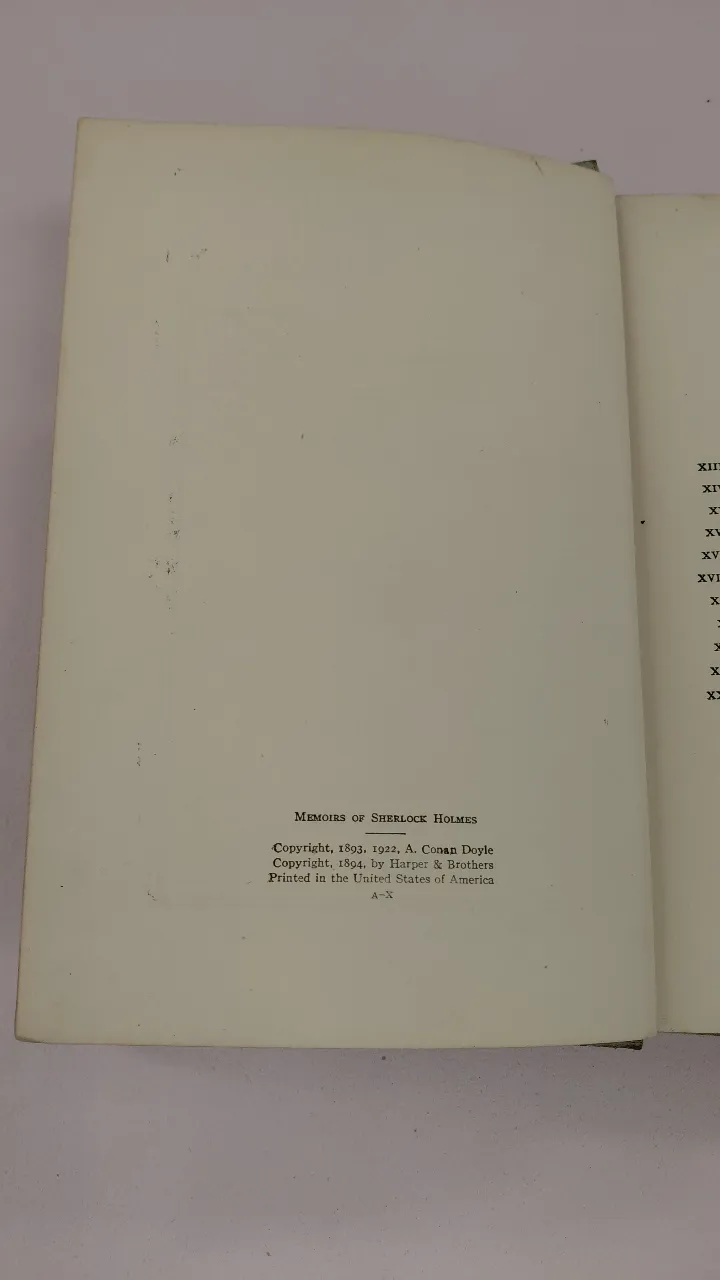 MEMOIRS OF SHERLOCK HOLMES
Copyright, 1893, 1922, A. Conan Doyle
Copyright, 1894, by Harper & Brothers
Printed in the United States of America
A–X